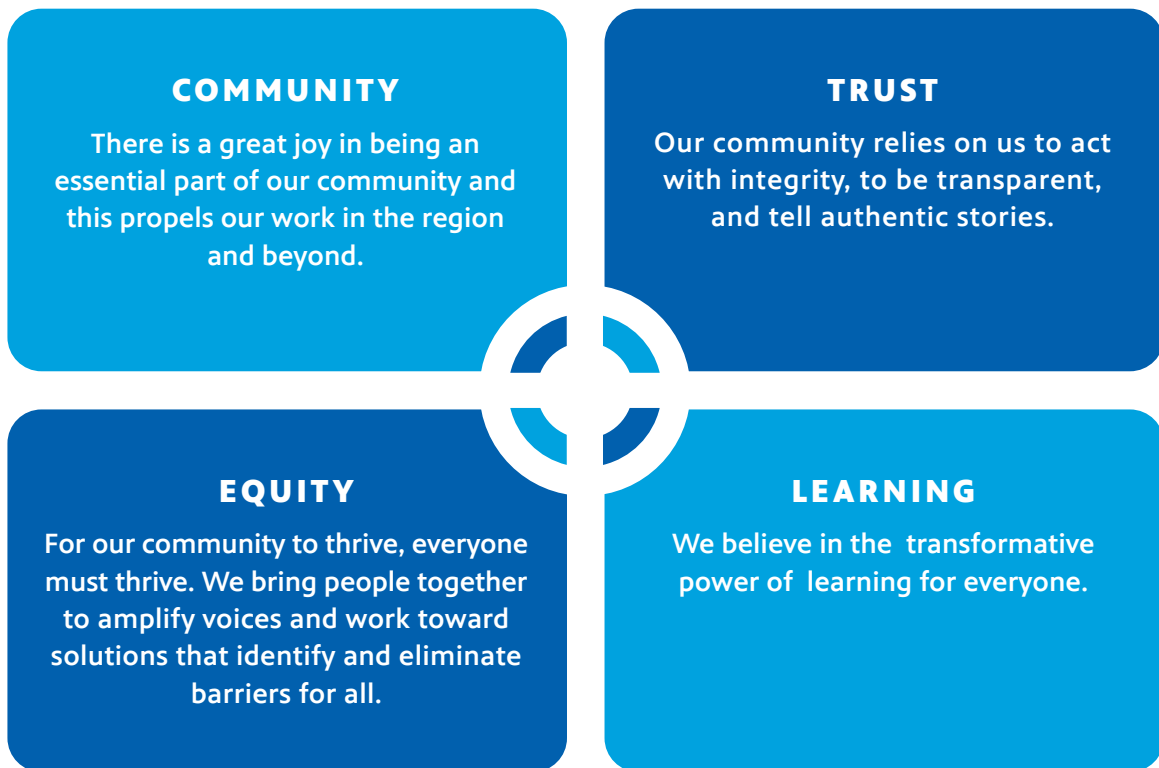 COMMUNITY
There is a great joy in being an
essential part of our community and
this propels our work in the region
and beyond.
TRUST
Our community relies on us to act
with integrity, to be transparent,
and tell authentic stories.
EQUITY
For our community to thrive, everyone
must thrive. We bring people together
to amplify voices and work toward
solutions that identify and eliminate
barriers for all.
LEARNING
We believe in the  transformative
power of  learning for everyone.